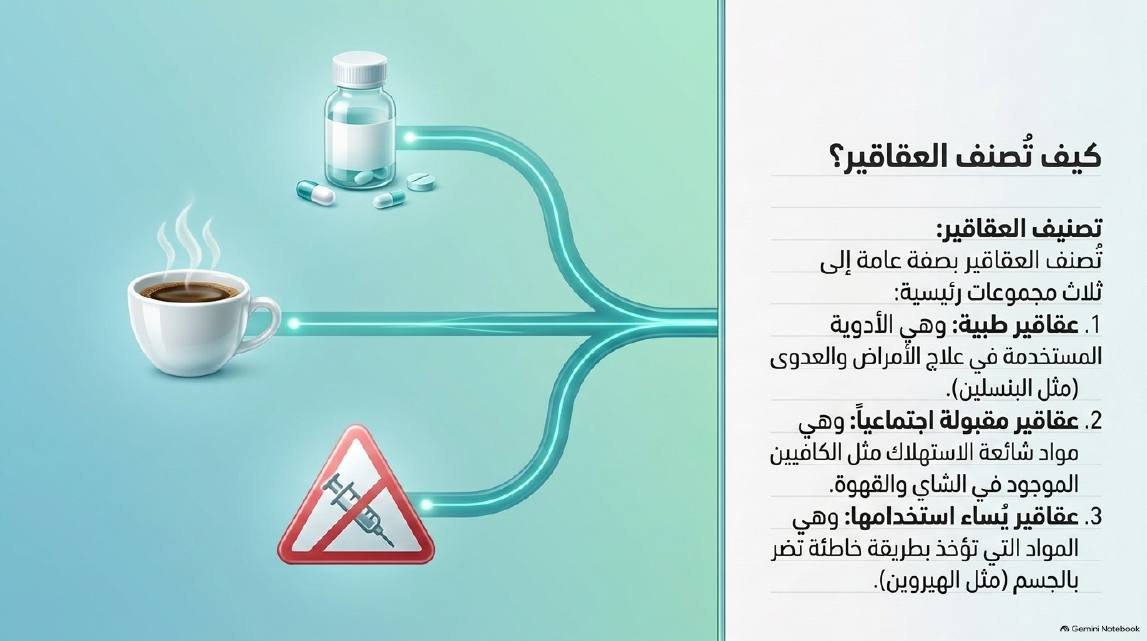 كيف تُصنف العقاقير؟
تصنيف العقاقير:
تُصنف العقاقير بصفة عامة إلى
ثلاث مجموعات رئيسية:
1. عقاقير طبية: وهي الأدوية
المستخدمة في علاج الأمراض والعدوى
(مثل البنسلين).
2. عقاقير مقبولة اجتماعياً: وهي
مواد شائعة الاستهلاك مثل الكافيين
الموجود في الشاي والقهوة.
3. عقاقير يُساء استخدامها: وهي
المواد التي تؤخذ بطريقة خاطئة تضر
بالجسم (مثل الهيروين).
Gemini Notebook